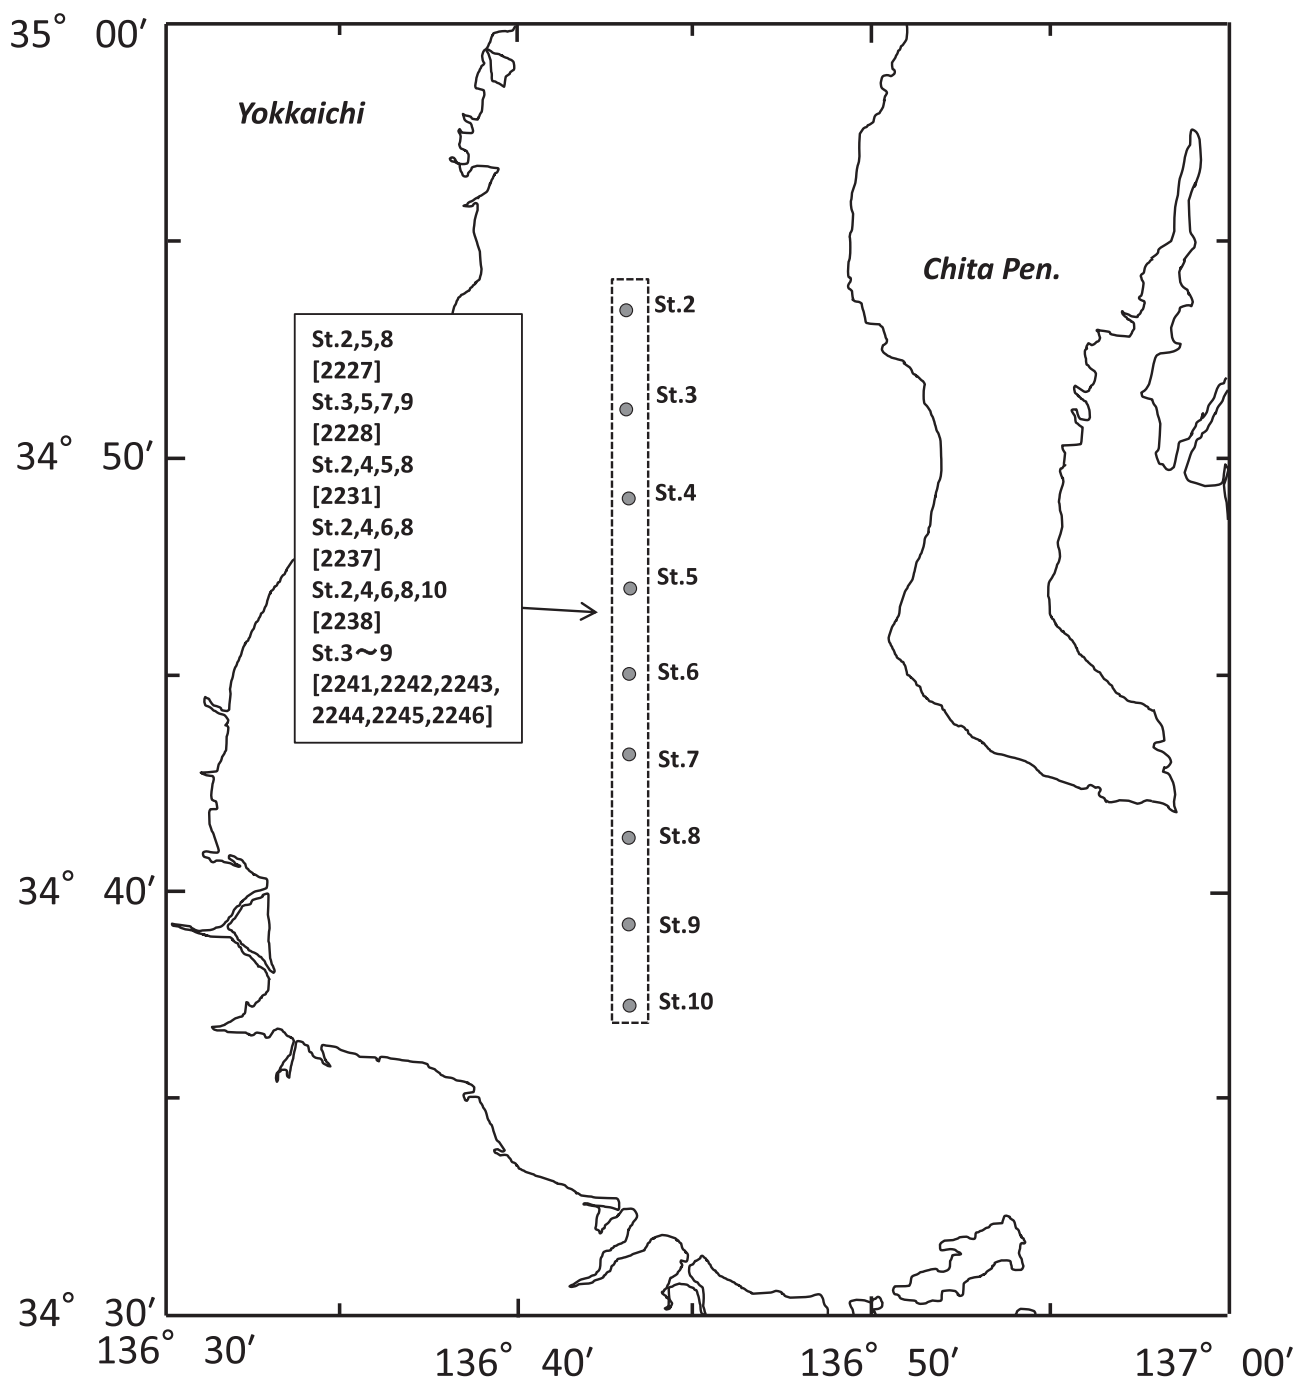 35° 00′
Yokkaichi
Chita Pen.
St.2
St.2,5,8
[2227]
St.3,5,7,9
[2228]
St.2,4,5,8
[2231]
St.2,4,6,8
[2237]
St.2,4,6,8,10
[2238]
St.3～9
[2241,2242,2243,
2244,2245,2246]
St.3
34° 50′
St.4
St.5
St.6
St.7
St.8
34° 40′
St.9
St.10
34° 30′
136° 30′
136° 40′
136° 50′
137° 00′